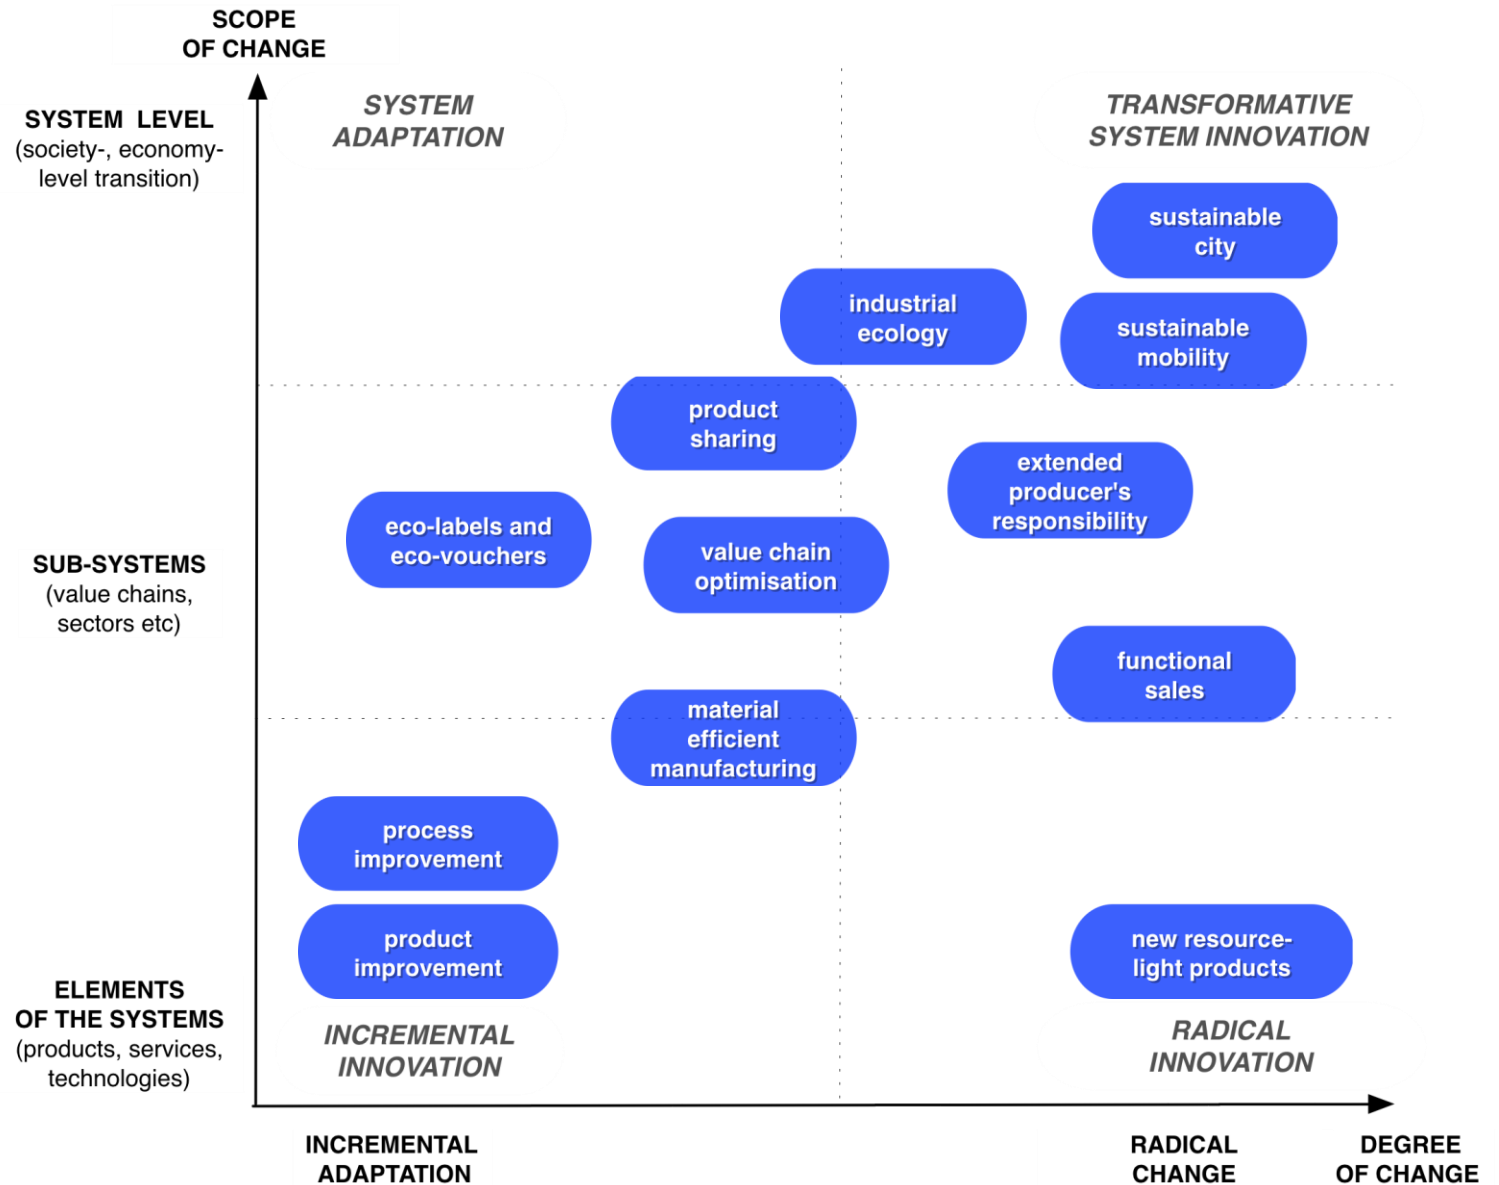 SCOPE
OF CHANGE
SYSTEM LEVEL
(society-, economy-
level transition)
SYSTEM
ADAPTATION
TRANSFORMATIVE
SYSTEM INNOVATION
sustainable
city
industrial
ecology
sustainable
mobility
product
sharing
extended
producer's
responsibility
eco-labels and
eco-vouchers
value chain
optimisation
SUB-SYSTEMS
(value chains,
sectors etc)
functional
sales
material
efficient
manufacturing
process
improvement
product
improvement
new resource-
light products
ELEMENTS
OF THE SYSTEMS
(products, services,
technologies)
INCREMENTAL
INNOVATION
RADICAL
INNOVATION
INCREMENTAL
ADAPTATION
RADICAL
CHANGE
DEGREE
OF CHANGE